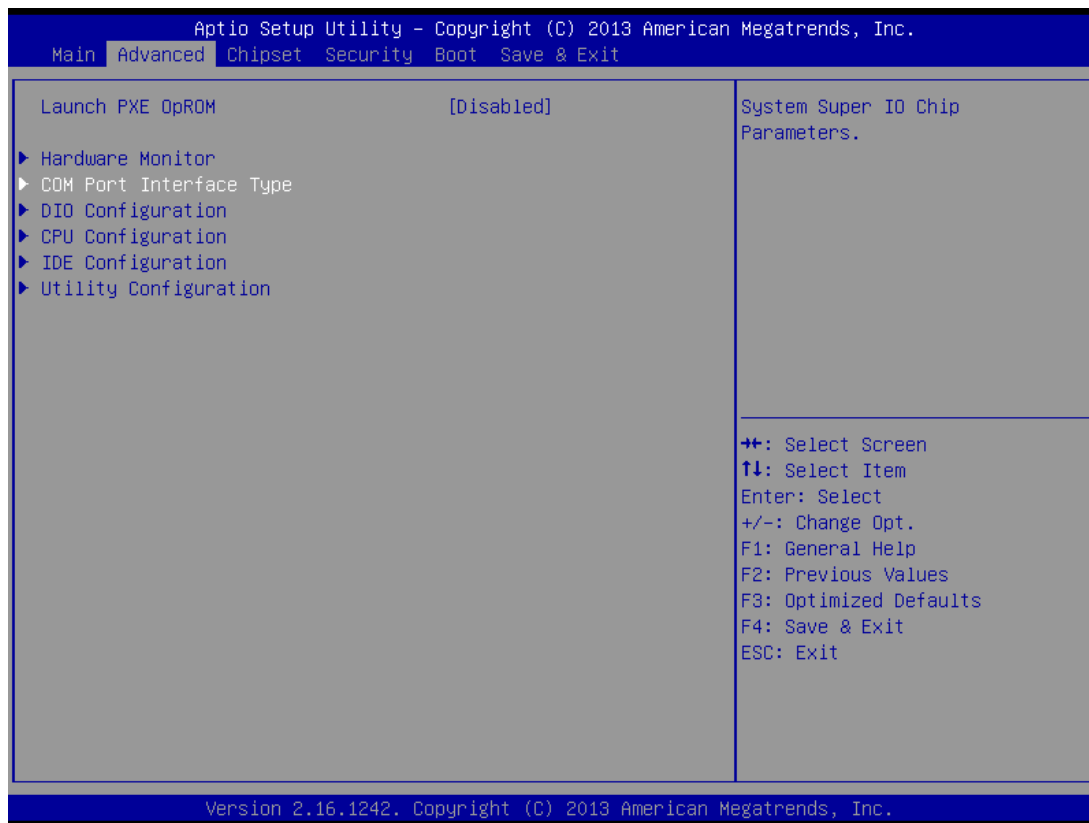 Aptio Setup Utility – Copyright (C) 2013 American Megatrends, Inc.
Main Advanced Chipset Security Boot Save & Exit
Launch PXE OpROM [Disabled]
Hardware Monitor
COM Port Interface Type
DIO Configuration
CPU Configuration
IDE Configuration
Utility Configuration
System Super IO Chip
Parameters.
→←: Select Screen
↑↓: Select Item
Enter: Select
+/-: Change Opt.
F1: General Help
F2: Previous Values
F3: Optimized Defaults
F4: Save & Exit
ESC: Exit
Version 2.16.1242. Copyright (C) 2013 American Megatrends, Inc.